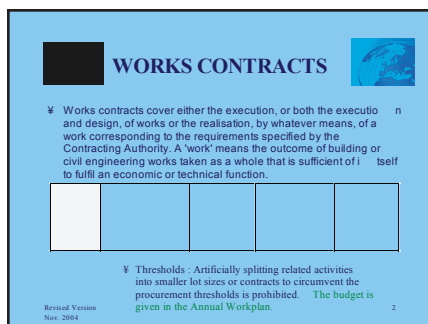 WORKS CONTRACTS
¥ Works contracts cover either the execution, or both the executio n
and design, of works or the realisation, by whatever means, of a
work corresponding to the requirements specified by the
Contracting Authority. A 'work' means the outcome of building or
civil engineering works taken as a whole that is sufficient of i tself
to fulfil an economic or technical function.
¥ Thresholds : Artificially splitting related activities
into smaller lot sizes or contracts to circumvent the
procurement thresholds is prohibited. The budget is
given in the Annual Workplan.
Revised Version
Nov. 2004
2